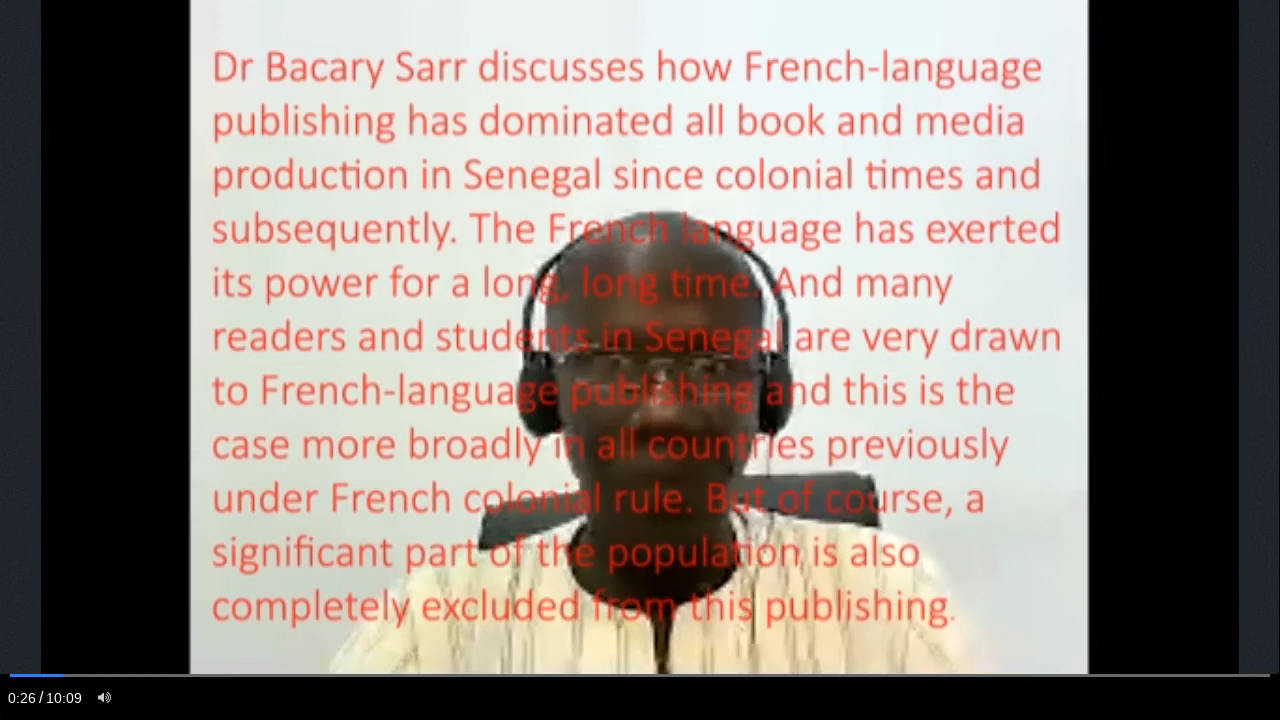 Dr Bacary Sarr discusses how French-language
publishing has dominated all book and media
production in Senegal since colonial times and
subsequently. The French language has exerted
its power for a long, long time. And many
readers and students in Senegal are very drawn
to French-language publishing and this is the
case more broadly in all countries previously
under French colonial rule. But of course, a
significant part of the population is also
completely excluded from this publishing.
0:26 / 10:09